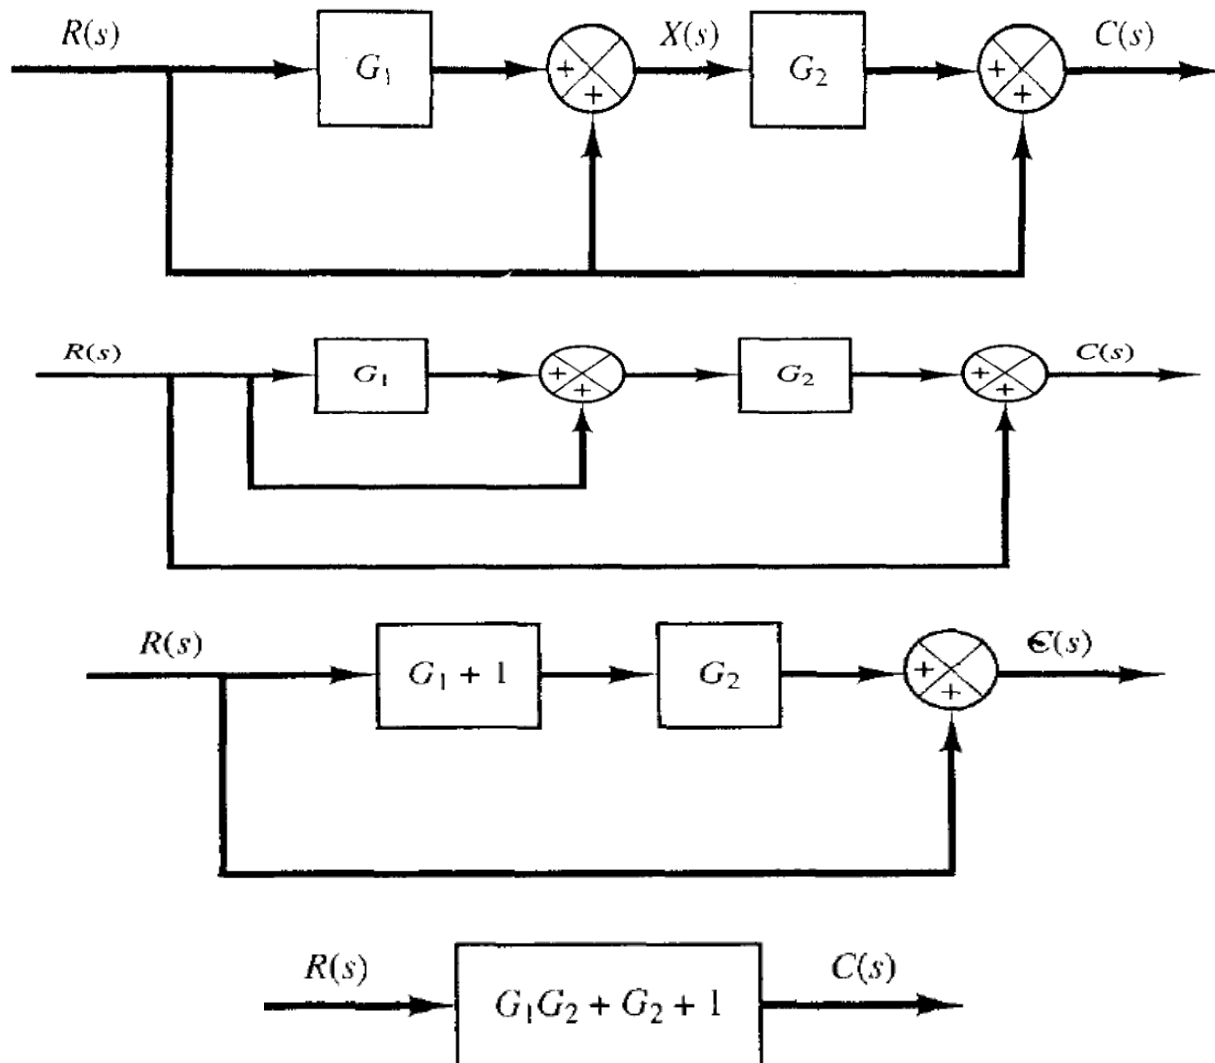 R(s) G₁ + + X(s) G₂ + + C(s)
R(s) G₁ + + G₂ + + C(s)
R(s) G₁ + 1 G₂ + + C(s)
R(s) G₁G₂ + G₂ + 1 C(s)